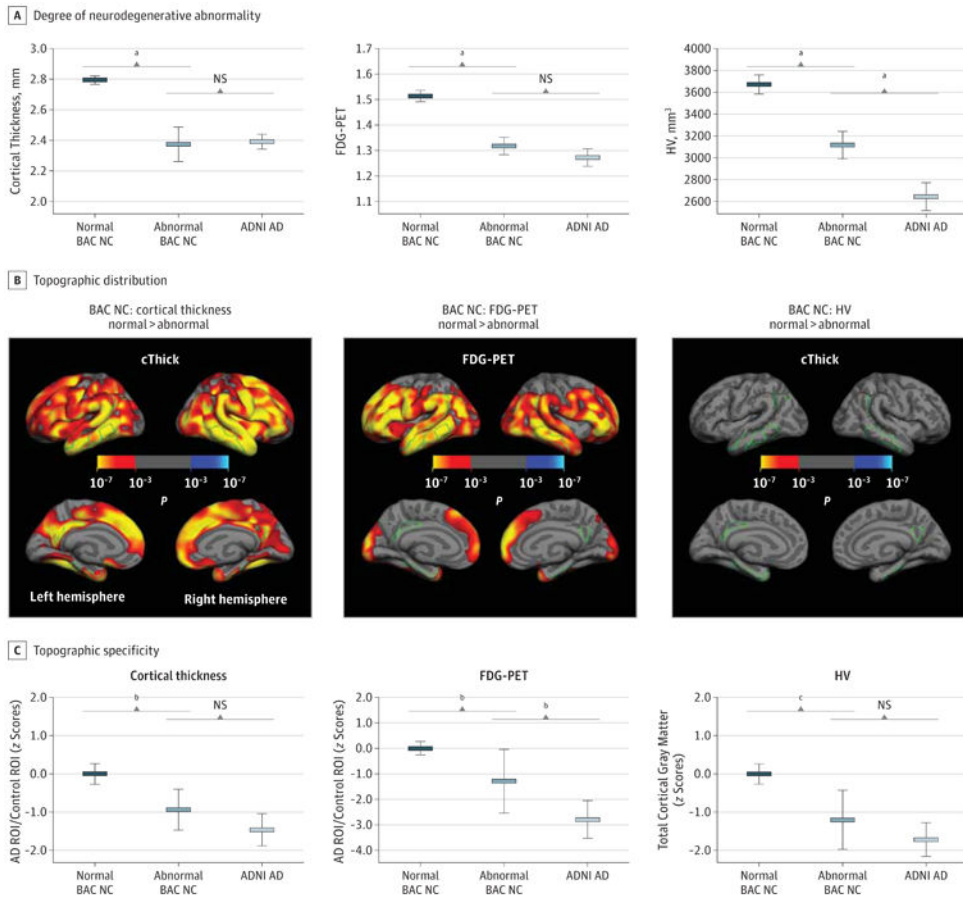 A Degree of neurodegenerative abnormality
3.0
2.8
2.6
2.4
2.2
2.0
Cortical Thickness, mm
a
NS
Normal BAC NC
Abnormal BAC NC
ADNI AD
1.7
1.6
1.5
1.4
1.3
1.2
1.1
FDG-PET
a
NS
Normal BAC NC
Abnormal BAC NC
ADNI AD
4000
3800
3600
3400
3200
3000
2800
2600
HV, mm³
a
a
Normal BAC NC
Abnormal BAC NC
ADNI AD
B Topographic distribution
BAC NC: cortical thickness
normal > abnormal
cThick
10⁻⁷ 10⁻³ 10⁻³ 10⁻⁷
P
Left hemisphere Right hemisphere
BAC NC: FDG-PET
normal > abnormal
FDG-PET
10⁻⁷ 10⁻³ 10⁻³ 10⁻⁷
P
BAC NC: HV
normal > abnormal
cThick
10⁻⁷ 10⁻³ 10⁻³ 10⁻⁷
P
C Topographic specificity
Cortical thickness
2.0
1.0
0.0
-1.0
-2.0
AD ROI/Control ROI (z Scores)
b
NS
Normal BAC NC
Abnormal BAC NC
ADNI AD
FDG-PET
2.0
1.0
0.0
-1.0
-2.0
-3.0
-4.0
AD ROI/Control ROI (z Scores)
b
b
Normal BAC NC
Abnormal BAC NC
ADNI AD
HV
2.0
1.0
0.0
-1.0
-2.0
Total Cortical Gray Matter
(z Scores)
c
NS
Normal BAC NC
Abnormal BAC NC
ADNI AD